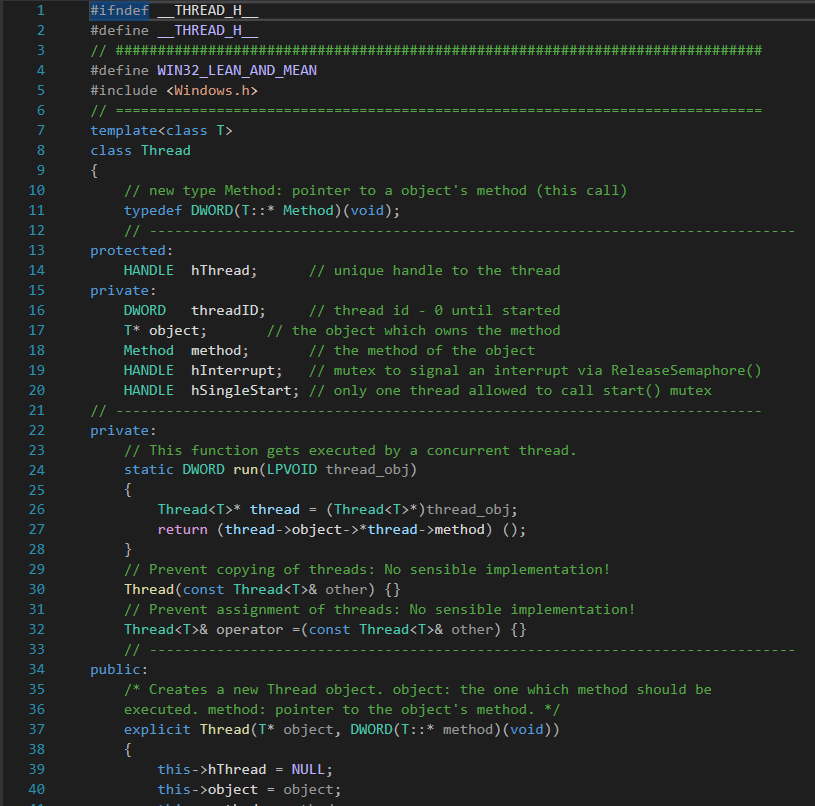 1 #ifndef __THREAD_H__
2 #define __THREAD_H__
3 // #############################################################################
4 #define WIN32_LEAN_AND_MEAN
5 #include <Windows.h>
6 // =============================================================================
7 template<class T>
8 class Thread
9 {
10 // new type Method: pointer to a object's method (this call)
11 typedef DWORD(T::* Method)(void);
12 // -----------------------------------------------------------------------------
13 protected:
14 HANDLE hThread; // unique handle to the thread
15 private:
16 DWORD threadID; // thread id - 0 until started
17 T* object; // the object which owns the method
18 Method method; // the method of the object
19 HANDLE hInterrupt; // mutex to signal an interrupt via ReleaseSemaphore()
20 HANDLE hSingleStart; // only one thread allowed to call start() mutex
21 // -----------------------------------------------------------------------------
22 private:
23 // This function gets executed by a concurrent thread.
24 static DWORD run(LPVOID thread_obj)
25 {
26 Thread<T>* thread = (Thread<T>*)thread_obj;
27 return (thread->object->*thread->method) ();
28 }
29 // Prevent copying of threads: No sensible implementation!
30 Thread(const Thread<T>& other) {}
31 // Prevent assignment of threads: No sensible implementation!
32 Thread<T>& operator =(const Thread<T>& other) {}
33 // -----------------------------------------------------------------------------
34 public:
35 /* Creates a new Thread object. object: the one which method should be
36 executed. method: pointer to the object's method. */
37 explicit Thread(T* object, DWORD(T::* method)(void))
38 {
39 this->hThread = NULL;
40 this->object = object;